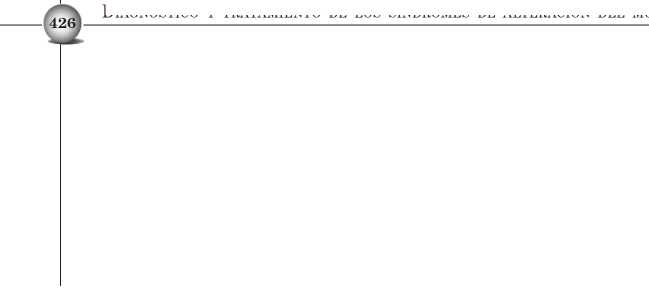 Diagnostico y tratamiento de los sindromes de alteracion del
426